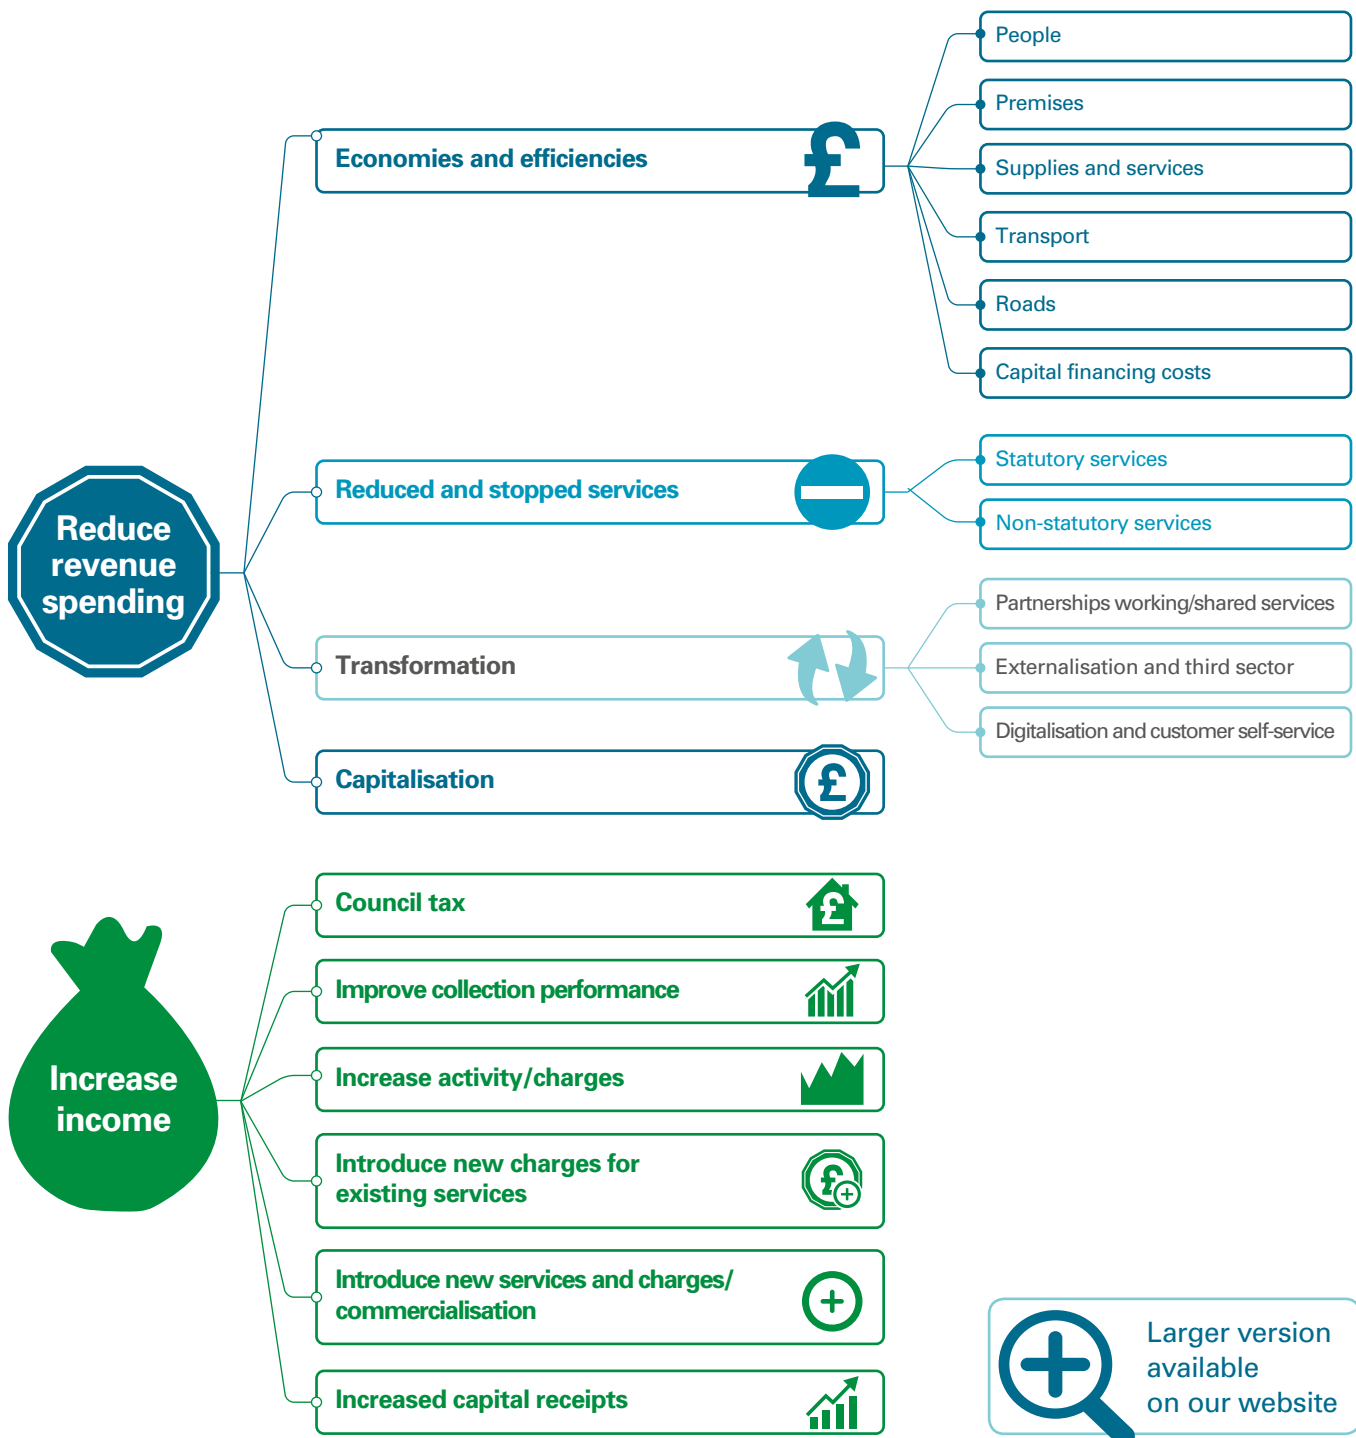 Reduce
revenue
spending
Economies and efficiencies
£
People
Premises
Supplies and services
Transport
Roads
Capital financing costs
Reduced and stopped services
Statutory services
Non-statutory services
Transformation
Partnerships working/shared services
Externalisation and third sector
Digitalisation and customer self-service
Capitalisation
£
Increase
income
Council tax
£
Improve collection performance
Increase activity/charges
Introduce new charges for
existing services
£
Introduce new services and charges/
commercialisation
Increased capital receipts
Larger version
available
on our website